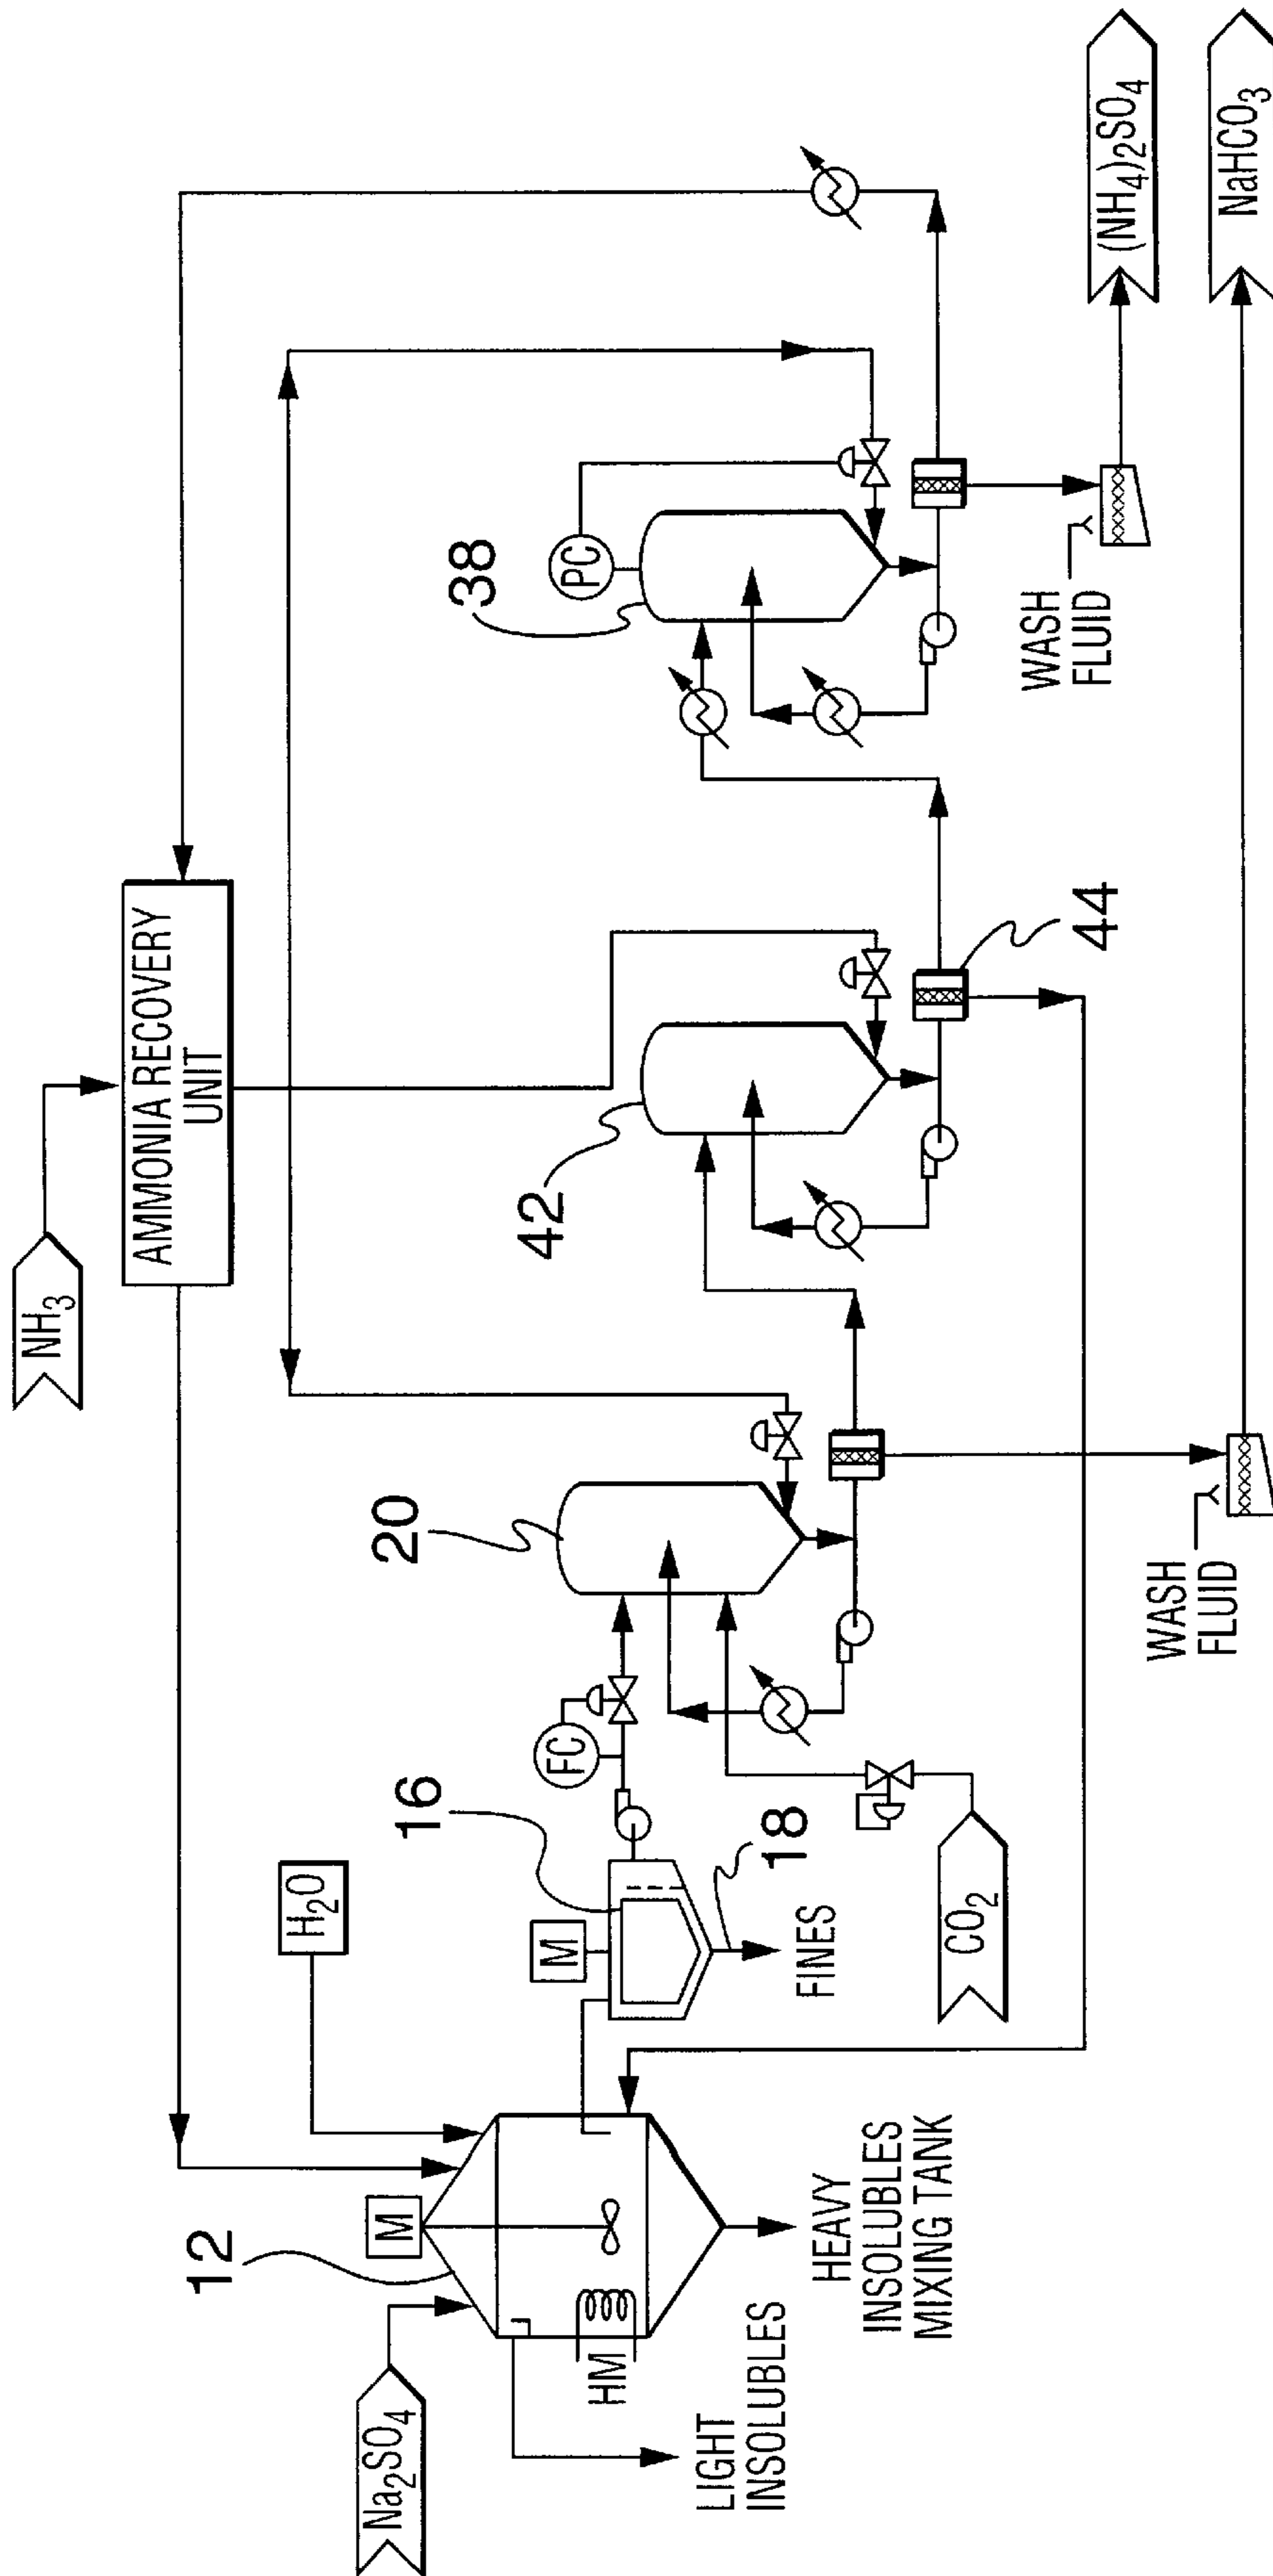 NH₃
AMMONIA RECOVERY
UNIT
H₂O
Na₂SO₄
12
M
HM
LIGHT
INSOLUBLES
HEAVY
INSOLUBLES
MIXING TANK
M
16
18
FINES
FC
CO₂
20
WASH
FLUID
42
44
38
PC
WASH
FLUID
(NH₄)₂SO₄
NaHCO₃